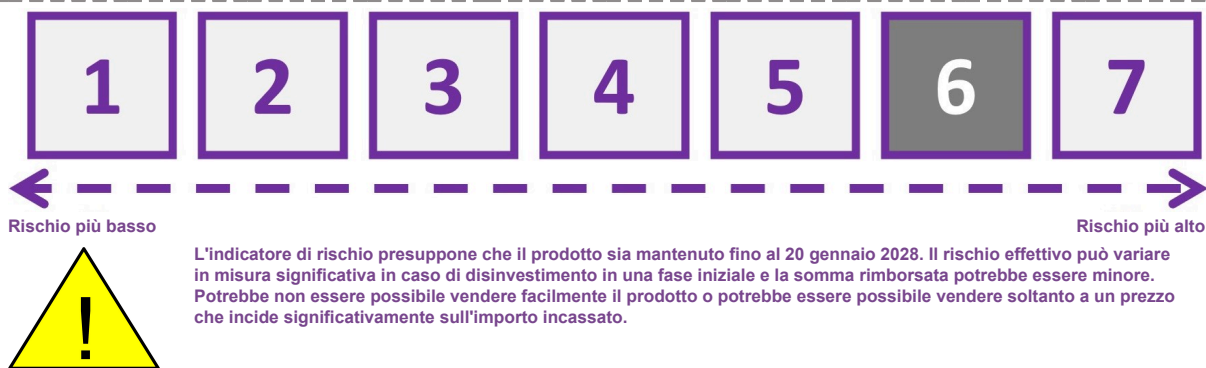 1 2 3 4 5 6 7
Rischio più basso Rischio più alto
L'indicatore di rischio presuppone che il prodotto sia mantenuto fino al 20 gennaio 2028. Il rischio effettivo può variare
in misura significativa in caso di disinvestimento in una fase iniziale e la somma rimborsata potrebbe essere minore.
Potrebbe non essere possibile vendere facilmente il prodotto o potrebbe essere possibile vendere soltanto a un prezzo
che incide significativamente sull'importo incassato.
!